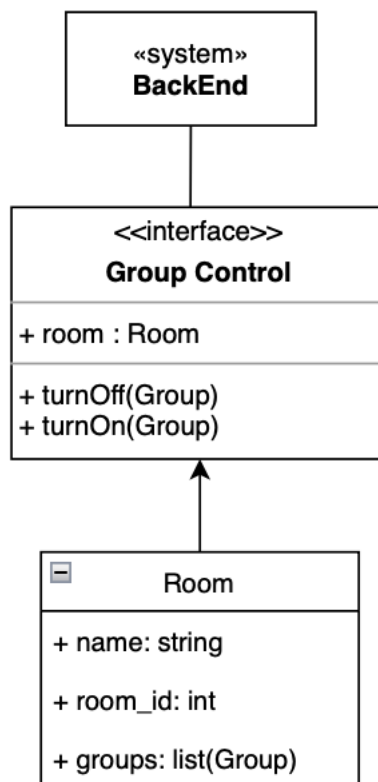 «system»
BackEnd
<<interface>>
Group Control
+ room : Room
+ turnOff(Group)
+ turnOn(Group)
Room
+ name: string
+ room_id: int
+ groups: list(Group)